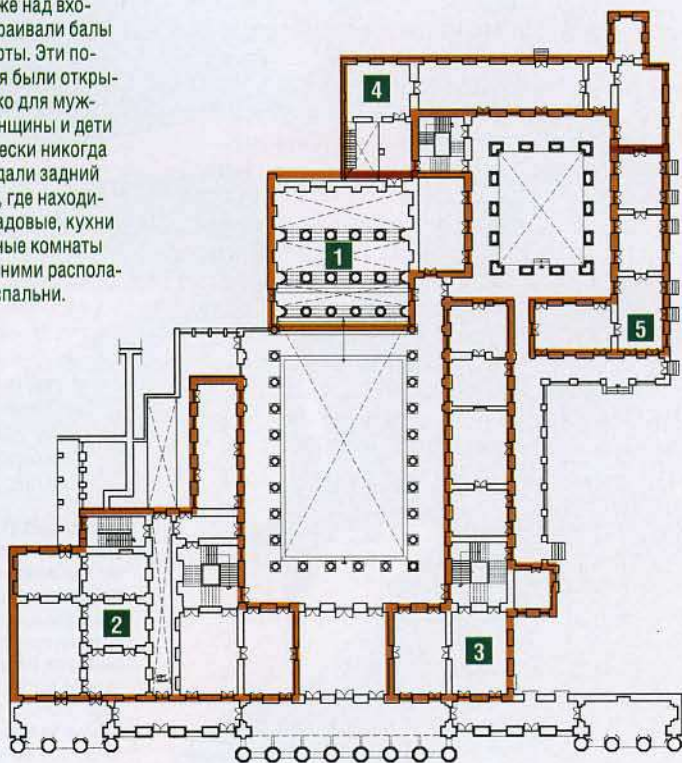 же над вхо-
раивали балы
рты. Эти по-
я были откры-
ко для муж-
нщины и дети
ески никогда
дали задний
, где находи-
адовые, кухни
ные комнаты
ними распола-
спальни.
4
1
5
2
3